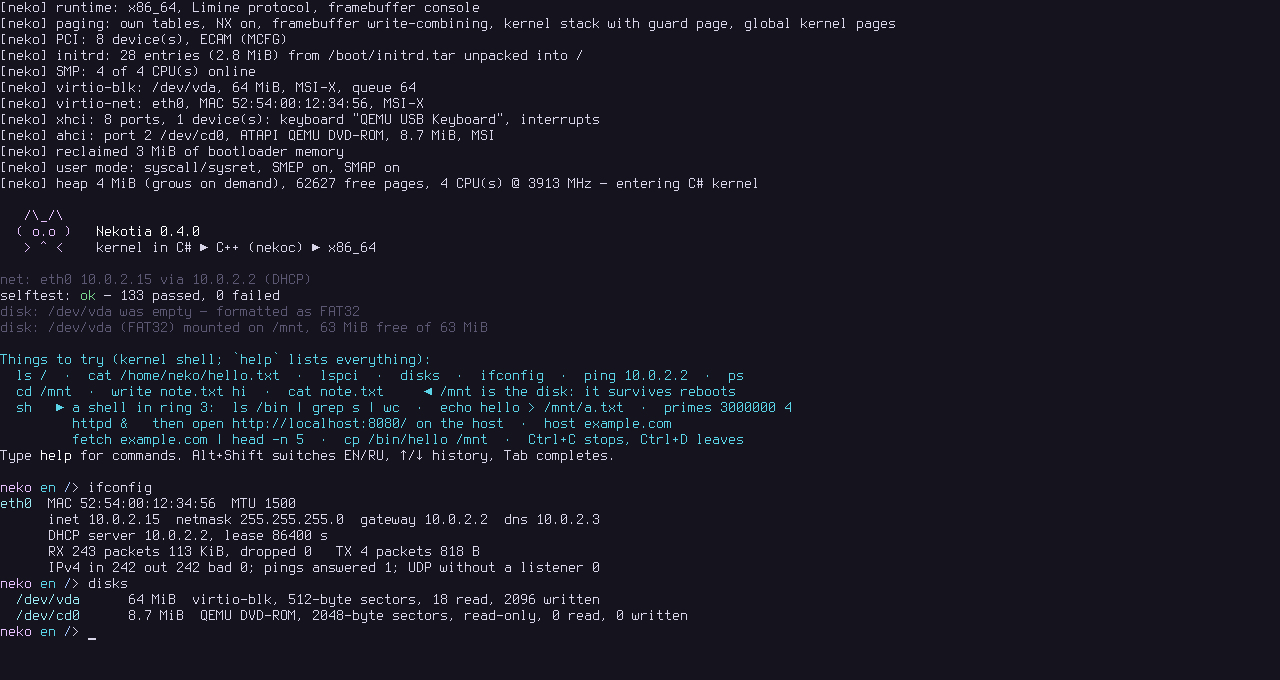 [neko] runtime: x86_64, Limine protocol, framebuffer console
[neko] paging: own tables, NX on, framebuffer write-combining, kernel stack with guard page, global kernel pages
[neko] PCI: 8 device(s), ECAM (MCFG)
[neko] initrd: 28 entries (2.8 MiB) from /boot/initrd.tar unpacked into /
[neko] SMP: 4 of 4 CPU(s) online
[neko] virtio-blk: /dev/vda, 64 MiB, MSI-X, queue 64
[neko] virtio-net: eth0, MAC 52:54:00:12:34:56, MSI-X
[neko] xhci: 8 ports, 1 device(s): keyboard "QEMU USB Keyboard", interrupts
[neko] ahci: port 2 /dev/cd0, ATAPI QEMU DVD-ROM, 8.7 MiB, MSI
[neko] reclaimed 3 MiB of bootloader memory
[neko] user mode: syscall/sysret, SMEP on, SMAP on
[neko] heap 4 MiB (grows on demand), 62627 free pages, 4 CPU(s) @ 3913 MHz — entering C# kernel

   /\_/\
  ( o.o )   Nekotia 0.4.0
   > ^ <    kernel in C# ► C++ (nekoc) ► x86_64

net: eth0 10.0.2.15 via 10.0.2.2 (DHCP)
selftest: ok — 133 passed, 0 failed
disk: /dev/vda was empty — formatted as FAT32
disk: /dev/vda (FAT32) mounted on /mnt, 63 MiB free of 63 MiB

Things to try (kernel shell; `help` lists everything):
  ls /  ·  cat /home/neko/hello.txt  ·  lspci  ·  disks  ·  ifconfig  ·  ping 10.0.2.2  ·  ps
  cd /mnt  ·  write note.txt hi  ·  cat note.txt     ◄ /mnt is the disk: it survives reboots
  sh   ► a shell in ring 3:  ls /bin | grep s | wc  ·  echo hello > /mnt/a.txt  ·  primes 3000000 4
         httpd &   then open http://localhost:8080/ on the host  ·  host example.com
         fetch example.com | head -n 5  ·  cp /bin/hello /mnt  ·  Ctrl+C stops, Ctrl+D leaves
Type help for commands. Alt+Shift switches EN/RU, ↑/↓ history, Tab completes.

neko en /> ifconfig
eth0  MAC 52:54:00:12:34:56  MTU 1500
      inet 10.0.2.15  netmask 255.255.255.0  gateway 10.0.2.2  dns 10.0.2.3
      DHCP server 10.0.2.2, lease 86400 s
      RX 243 packets 113 KiB, dropped 0   TX 4 packets 818 B
      IPv4 in 242 out 242 bad 0; pings answered 1; UDP without a listener 0
neko en /> disks
  /dev/vda      64 MiB  virtio-blk, 512-byte sectors, 18 read, 2096 written
  /dev/cd0      8.7 MiB  QEMU DVD-ROM, 2048-byte sectors, read-only, 0 read, 0 written
neko en /> _